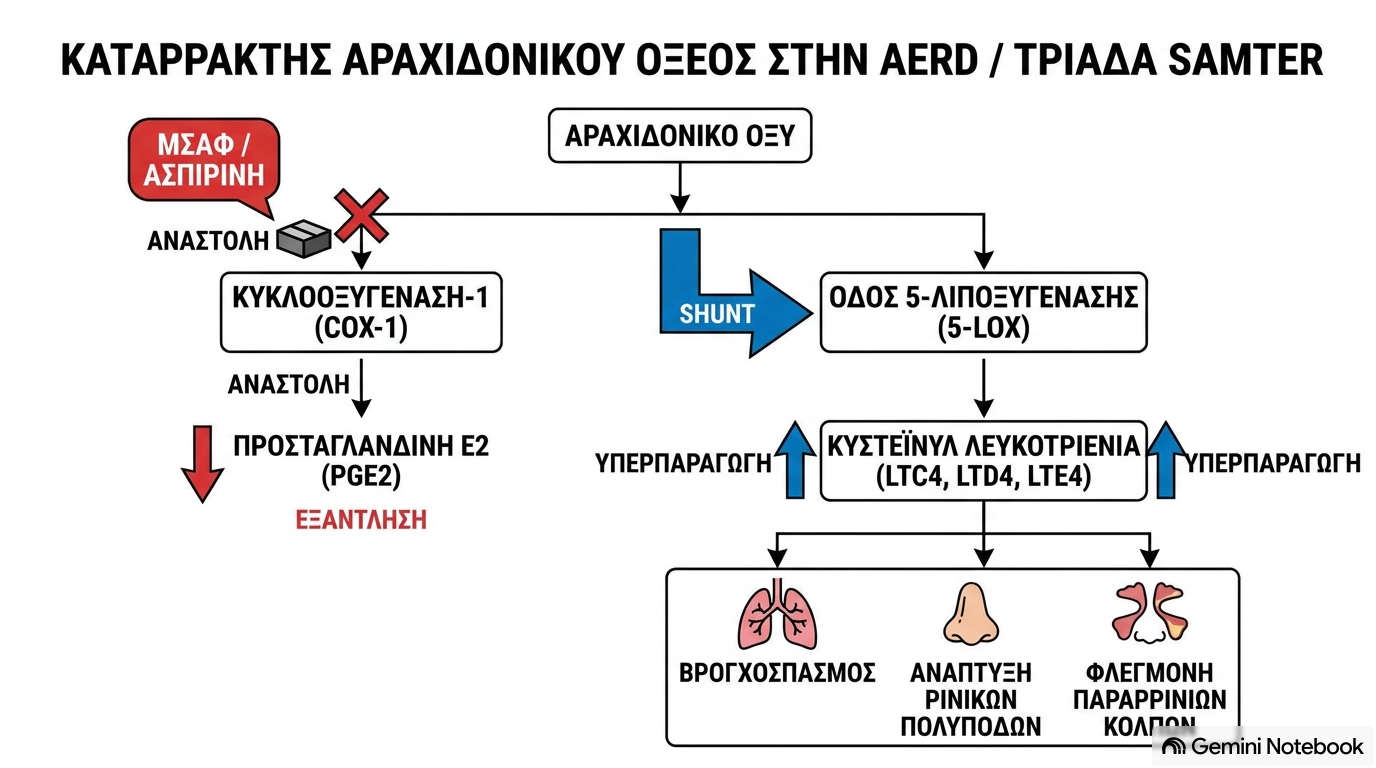 ΚΑΤΑΡΡΑΚΤΗΣ ΑΡΑΧΙΔΟΝΙΚΟΥ ΟΞΕΟΣ ΣΤΗΝ AERD / ΤΡΙΑΔΑ SAMTER
ΜΣΑΦ /
ΑΣΠΙΡΙΝΗ
ΑΡΑΧΙΔΟΝΙΚΟ ΟΞΥ
ΑΝΑΣΤΟΛΗ
ΚΥΚΛΟΟΞΥΓΕΝΑΣΗ-1
(COX-1)
SHUNT
ΟΔΟΣ 5-ΛΙΠΟΞΥΓΕΝΑΣΗΣ
(5-LOX)
ΑΝΑΣΤΟΛΗ
ΠΡΟΣΤΑΓΛΑΝΔΙΝΗ E2
(PGE2)
ΕΞΑΝΤΛΗΣΗ
ΥΠΕΡΠΑΡΑΓΩΓΗ
ΚΥΣΤΕΪΝΥΛ ΛΕΥΚΟΤΡΙΕΝΙΑ
(LTC4, LTD4, LTE4)
ΥΠΕΡΠΑΡΑΓΩΓΗ
ΒΡΟΓΧΟΣΠΑΣΜΟΣ
ΑΝΑΠΤΥΞΗ
ΡΙΝΙΚΩΝ
ΠΟΛΥΠΟΔΩΝ
ΦΛΕΓΜΟΝΗ
ΠΑΡΑΡΡΙΝΙΩΝ
ΚΟΛΠΩΝ
Gemini Notebook